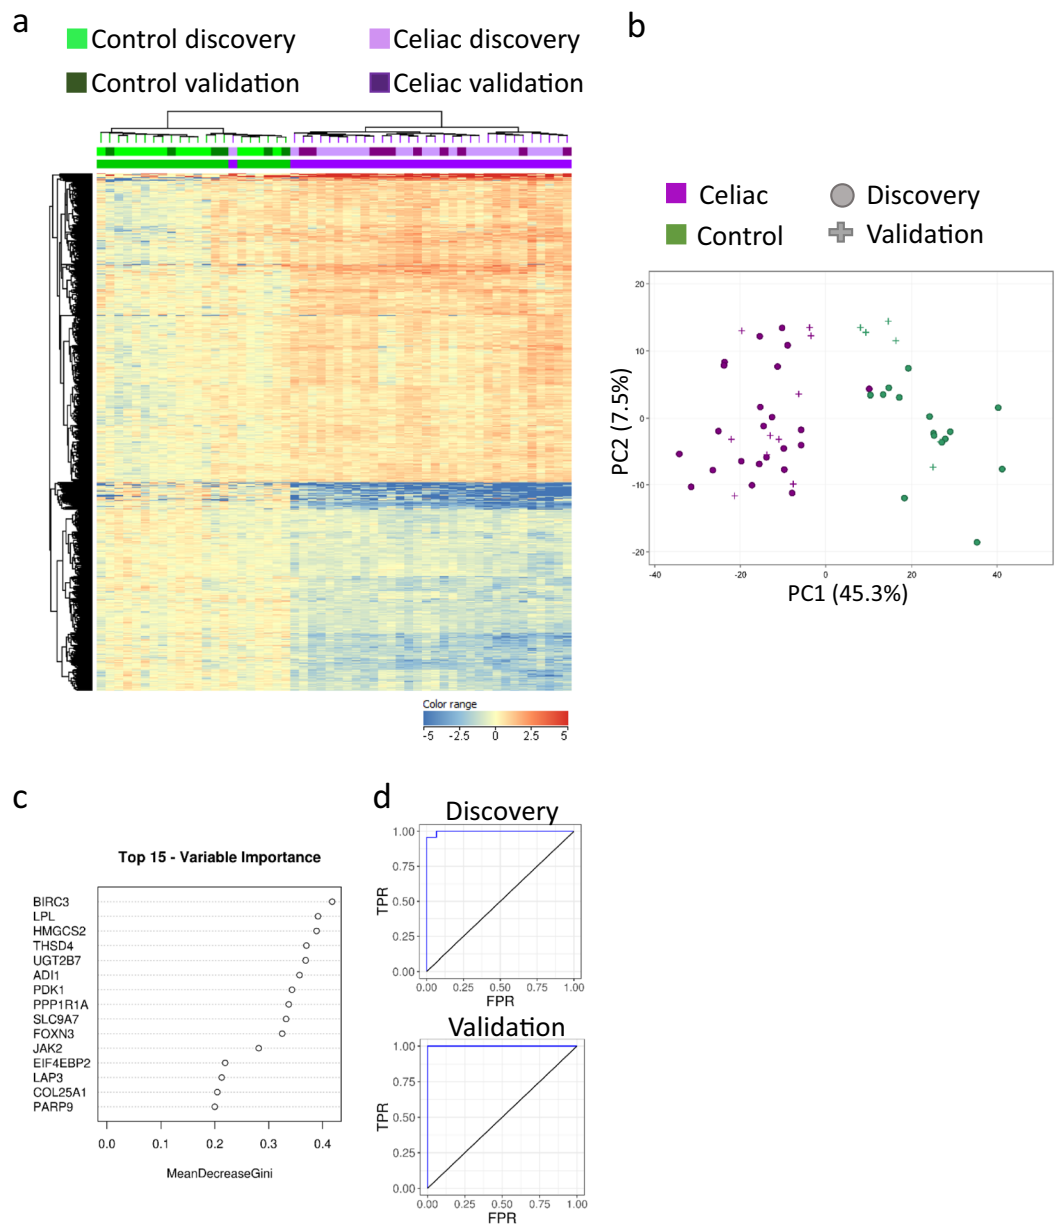 a
Control discovery
Celiac discovery
Control validation
Celiac validation
Color range
-5 -2.5 0 2.5 5
b
Celiac
Discovery
Control
Validation
20
10
0
-10
-20
-40 -20 0 20 40
PC2 (7.5%)
PC1 (45.3%)
c
Top 15 - Variable Importance
BIRC3
LPL
HMGCS2
THSD4
UGT2B7
ADI1
PDK1
PPP1R1A
SLC9A7
FOXN3
JAK2
EIF4EBP2
LAP3
COL25A1
PARP9
0.0 0.1 0.2 0.3 0.4
MeanDecreaseGini
d
Discovery
1.00
0.75
0.50
0.25
0.00
TPR
0.00 0.25 0.50 0.75 1.00
FPR
Validation
1.00
0.75
0.50
0.25
0.00
TPR
0.00 0.25 0.50 0.75 1.00
FPR